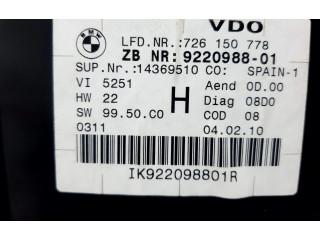 BMW
VDO
LFD.NR.:726 150 778
ZB NR: 9220988-01
SUP.Nr:14369510 CO: SPAIN-1
VI 5251
Aend 0D.00
HW 22
H
Diag 08D0
SW 99.50.C0
COD 08
0311
04.02.10
IK922098801R